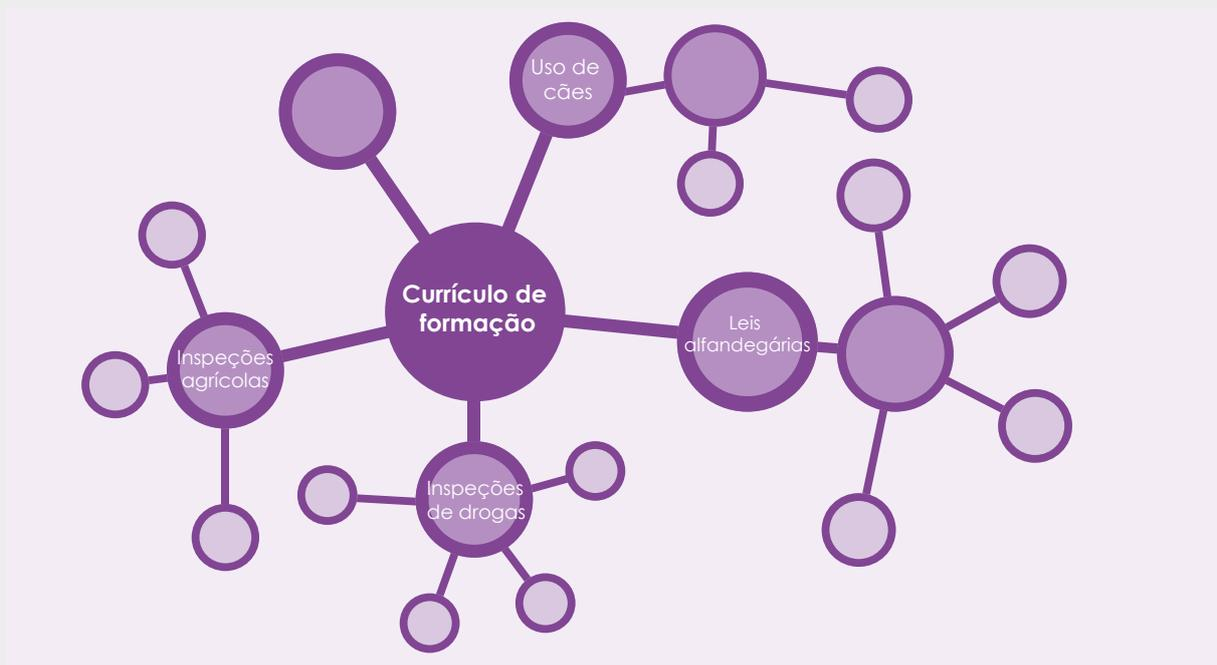 Uso de
cães
Currículo de
formação
Leis
alfandegárias
Inspeções
agrícolas
Inspeções
de drogas